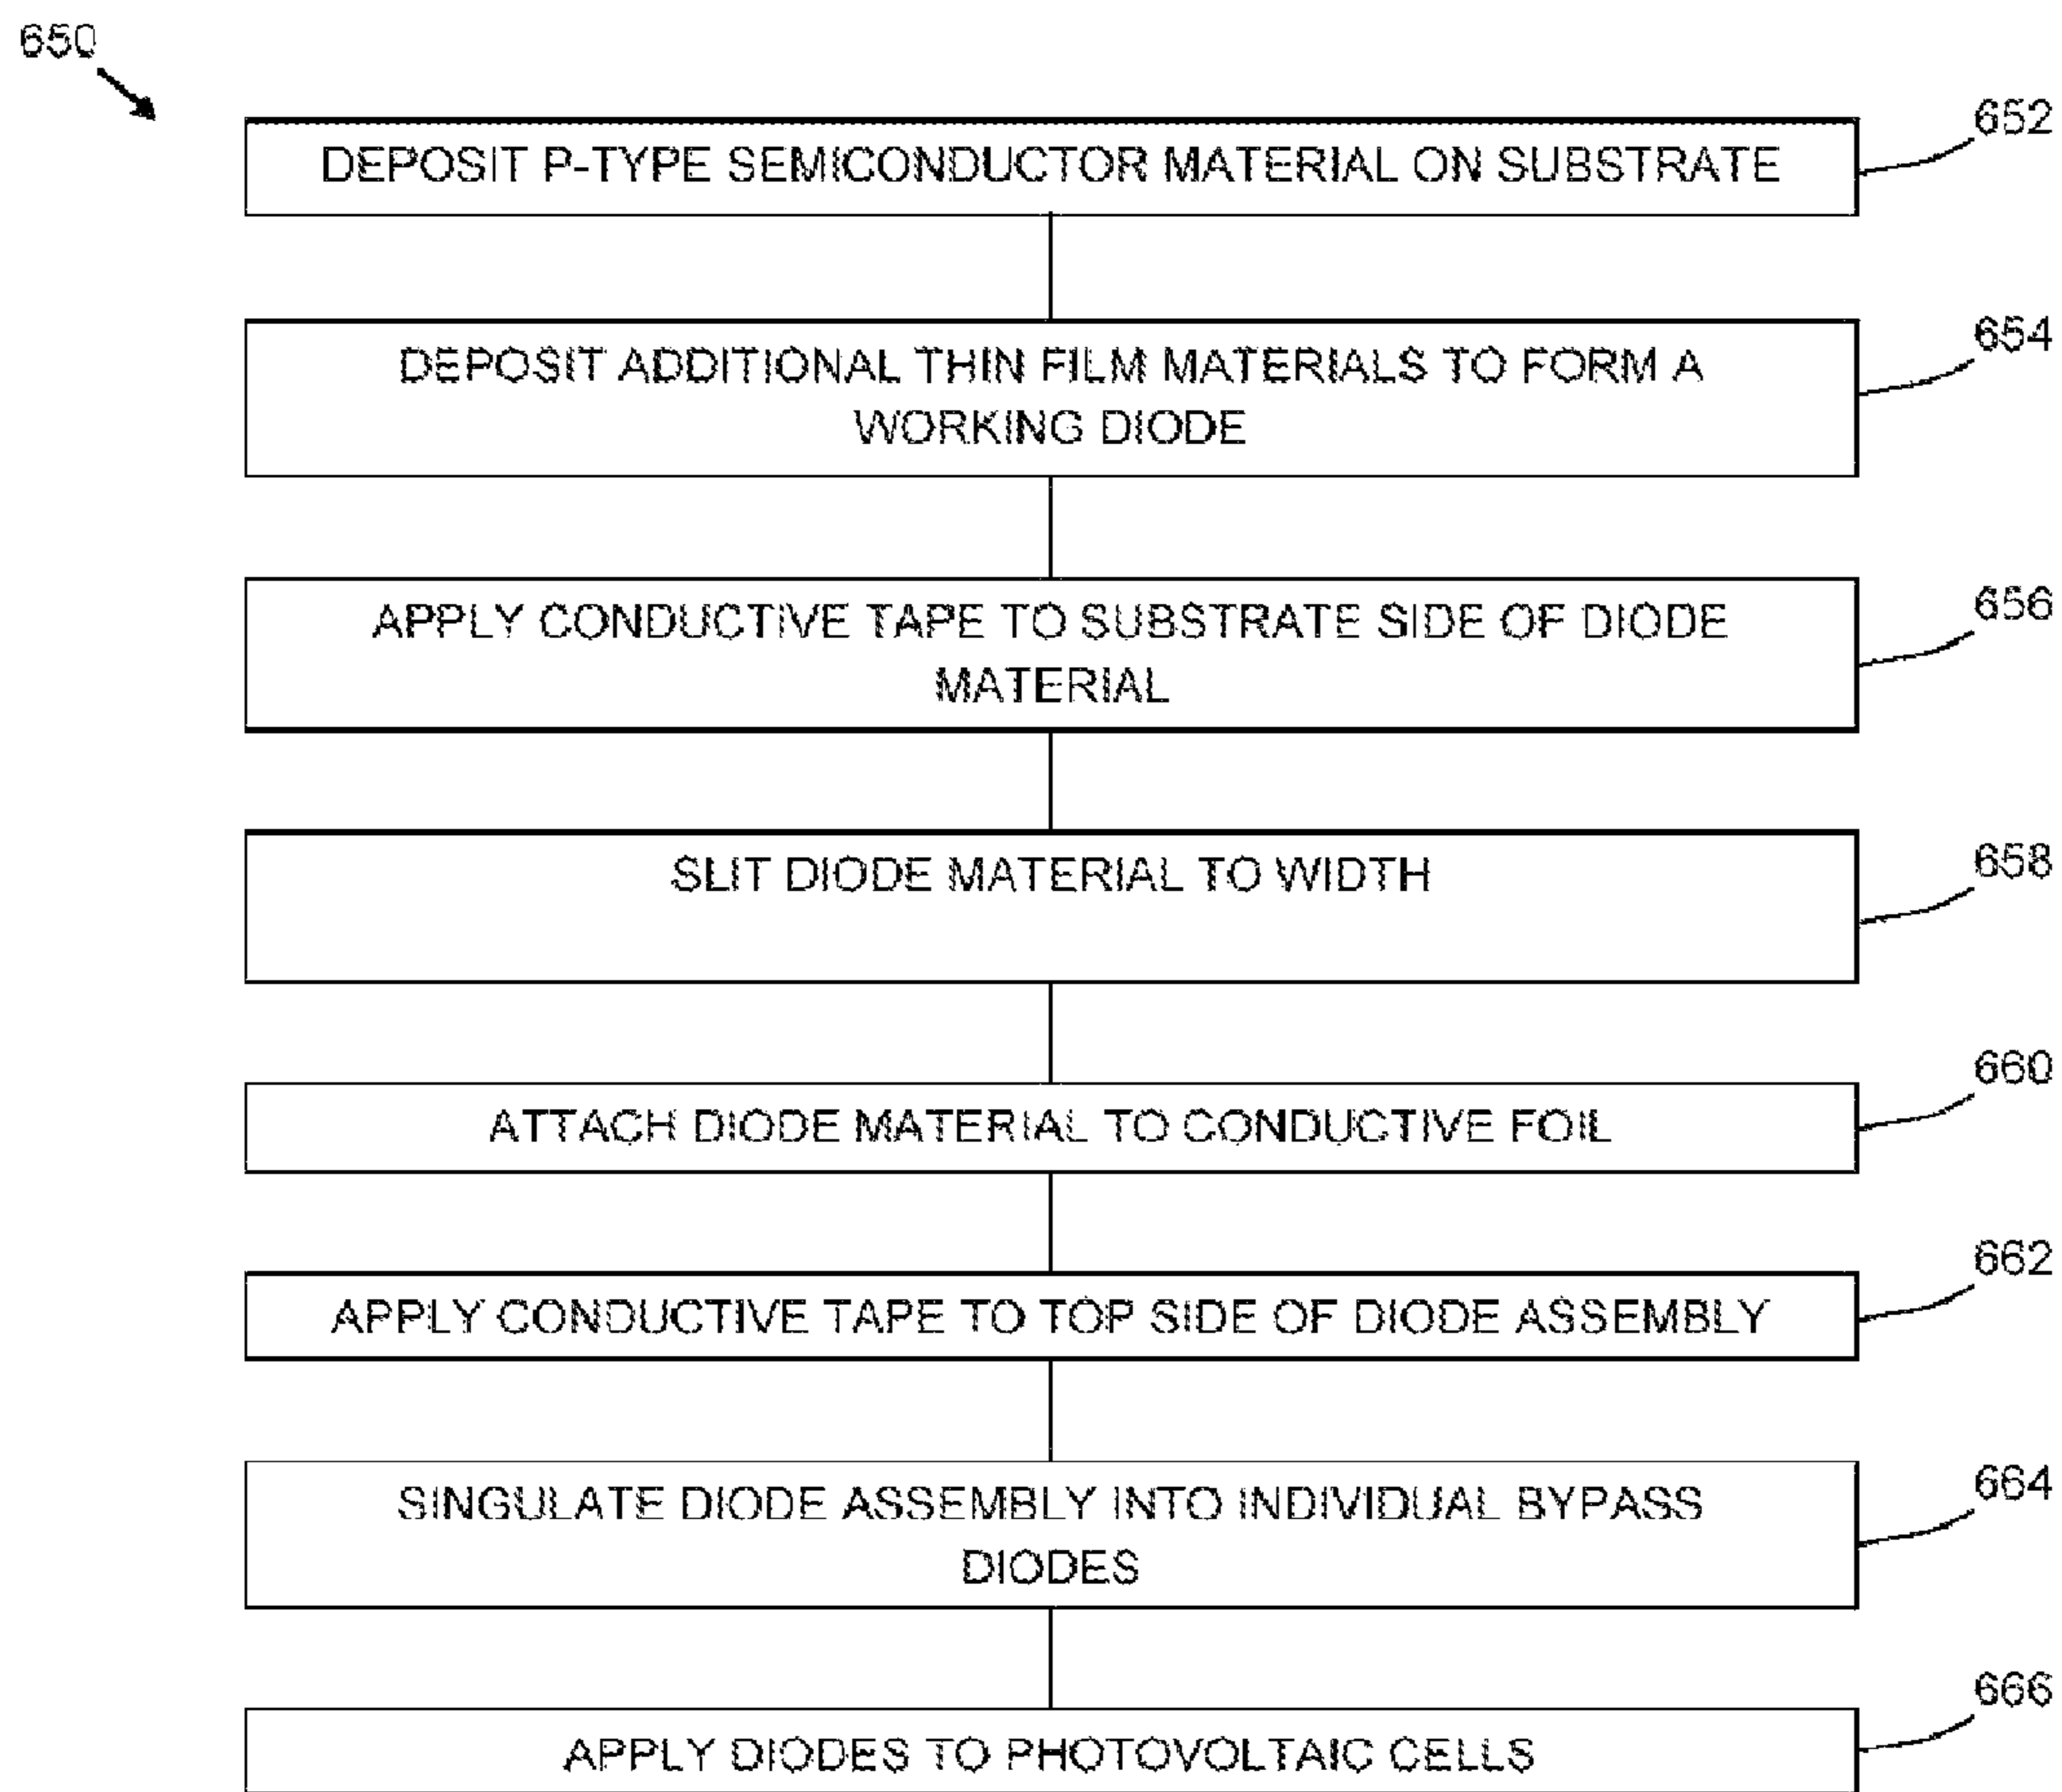 650
DEPOSIT P-TYPE SEMICONDUCTOR MATERIAL ON SUBSTRATE
652
DEPOSIT ADDITIONAL THIN FILM MATERIALS TO FORM A
WORKING DIODE
654
APPLY CONDUCTIVE TAPE TO SUBSTRATE SIDE OF DIODE
MATERIAL
656
SLIT DIODE MATERIAL TO WIDTH
658
ATTACH DIODE MATERIAL TO CONDUCTIVE FOIL
660
APPLY CONDUCTIVE TAPE TO TOP SIDE OF DIODE ASSEMBLY
662
SINGULATE DIODE ASSEMBLY INTO INDIVIDUAL BYPASS
DIODES
664
APPLY DIODES TO PHOTOVOLTAIC CELLS
666